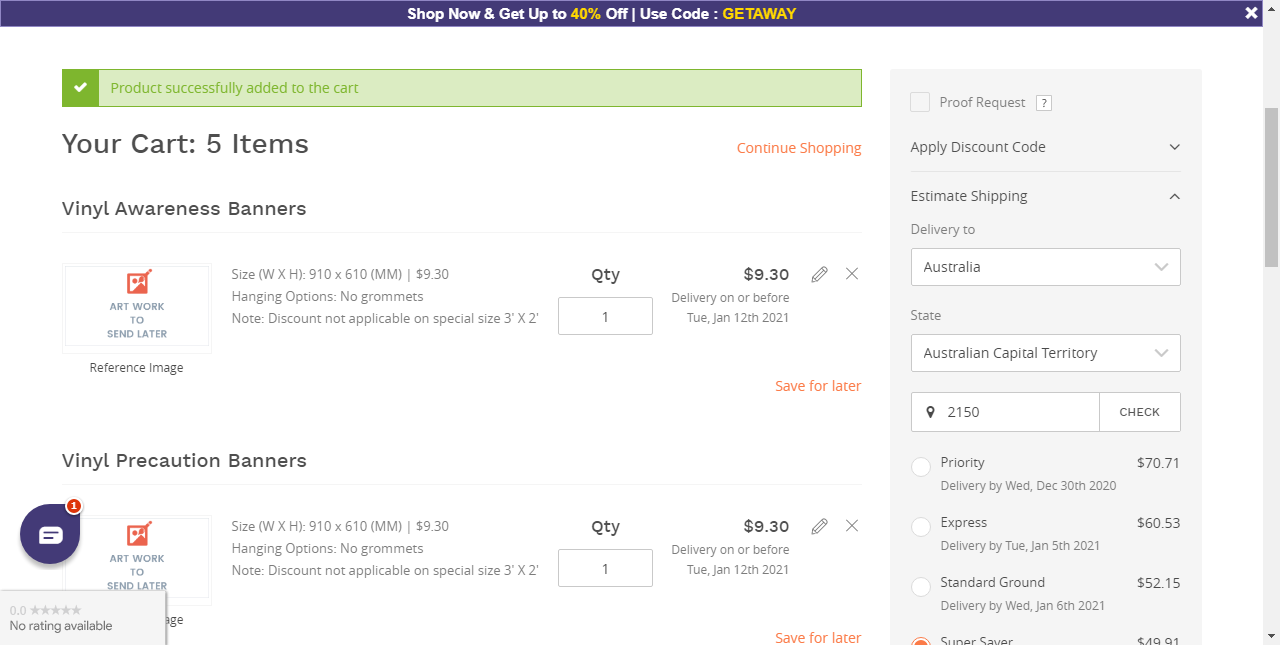 Shop Now & Get Up to 40% Off | Use Code : GETAWAY
Product successfully added to the cart
Your Cart: 5 Items
Continue Shopping
Vinyl Awareness Banners
ART WORK
TO
SEND LATER
Reference Image
Size (W X H): 910 x 610 (MM) | $9.30
Hanging Options: No grommets
Note: Discount not applicable on special size 3' X 2'
Qty
1
$9.30
Delivery on or before
Tue, Jan 12th 2021
Save for later
Vinyl Precaution Banners
ART WORK
TO
SEND LATER
Size (W X H): 910 x 610 (MM) | $9.30
Hanging Options: No grommets
Note: Discount not applicable on special size 3' X 2'
Qty
1
$9.30
Delivery on or before
Tue, Jan 12th 2021
Save for later
1
0.0
No rating available
Proof Request ?
Apply Discount Code
Estimate Shipping
Delivery to
Australia
State
Australian Capital Territory
2150 CHECK
Priority $70.71
Delivery by Wed, Dec 30th 2020
Express $60.53
Delivery by Tue, Jan 5th 2021
Standard Ground $52.15
Delivery by Wed, Jan 6th 2021
Super Saver $49.91